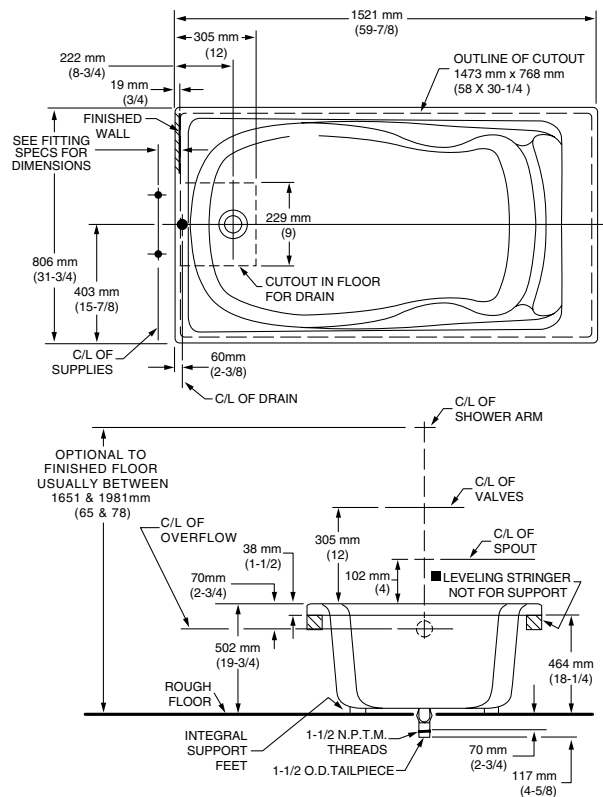 1521 mm
(59-7/8)
305 mm
(12)
222 mm
(8-3/4)
OUTLINE OF CUTOUT
1473 mm x 768 mm
(58 X 30-1/4 )
19 mm
(3/4)
FINISHED
WALL
SEE FITTING
SPECS FOR
DIMENSIONS
229 mm
(9)
806 mm
(31-3/4)
CUTOUT IN FLOOR
FOR DRAIN
403 mm
(15-7/8)
C/L OF
SUPPLIES
60mm
(2-3/8)
C/L OF DRAIN
C/L OF
SHOWER ARM
OPTIONAL TO
FINISHED FLOOR
USUALLY BETWEEN
1651 & 1981mm
(65 & 78)
C/L OF
VALVES
C/L OF
OVERFLOW
305 mm
(12)
C/L OF
SPOUT
38 mm
(1-1/2)
70mm
(2-3/4)
102 mm
(4)
LEVELING STRINGER
NOT FOR SUPPORT
502 mm
(19-3/4)
464 mm
(18-1/4)
ROUGH
FLOOR
INTEGRAL
SUPPORT
FEET
1-1/2 N.P.T.M.
THREADS
1-1/2 O.D.TAILPIECE
70 mm
(2-3/4)
117 mm
(4-5/8)